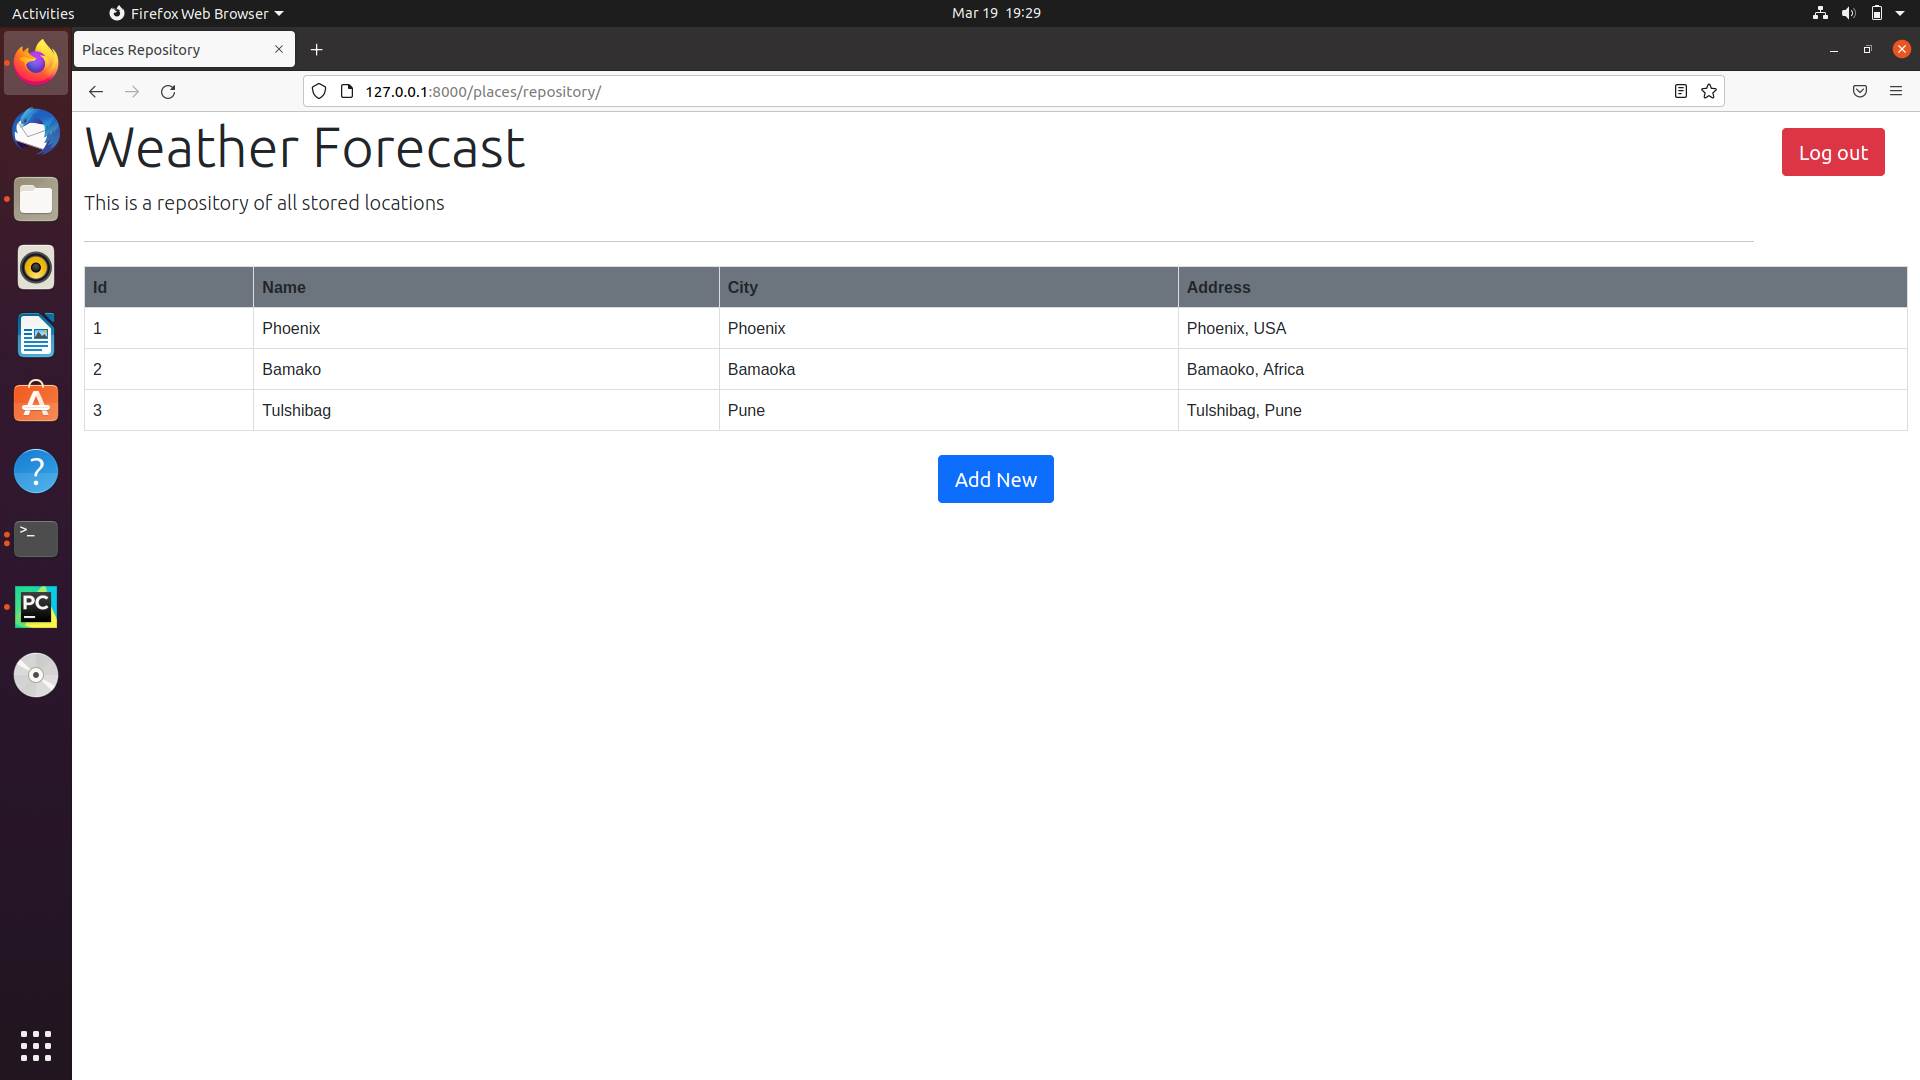 Activities Firefox Web Browser Mar 19 19:29
Places Repository
127.0.0.1:8000/places/repository/
Weather Forecast
Log out
This is a repository of all stored locations
Id Name City Address
1 Phoenix Phoenix Phoenix, USA
2 Bamako Bamaoka Bamaoko, Africa
3 Tulshibag Pune Tulshibag, Pune
Add New
?
>_
PC